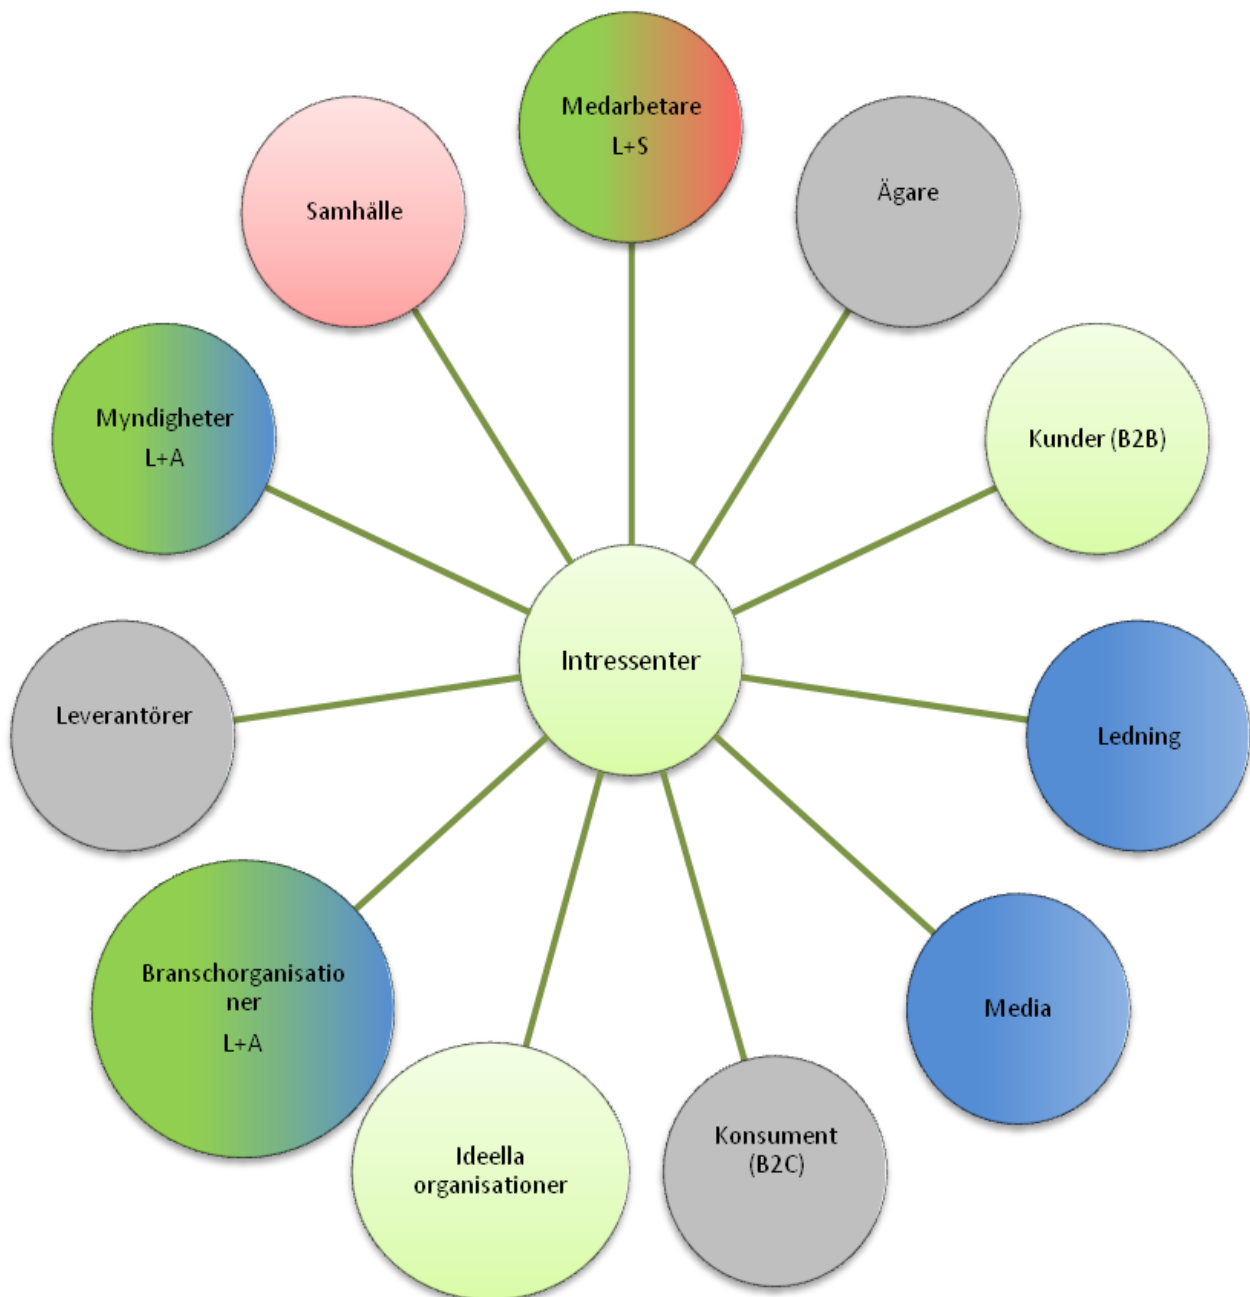 Medarbetare
L+S
Ägare
Samhälle
Kunder (B2B)
Myndigheter
L+A
Intressenter
Leverantörer
Ledning
Branschorganisatio
ner
L+A
Media
Ideella
organisationer
Konsument
(B2C)